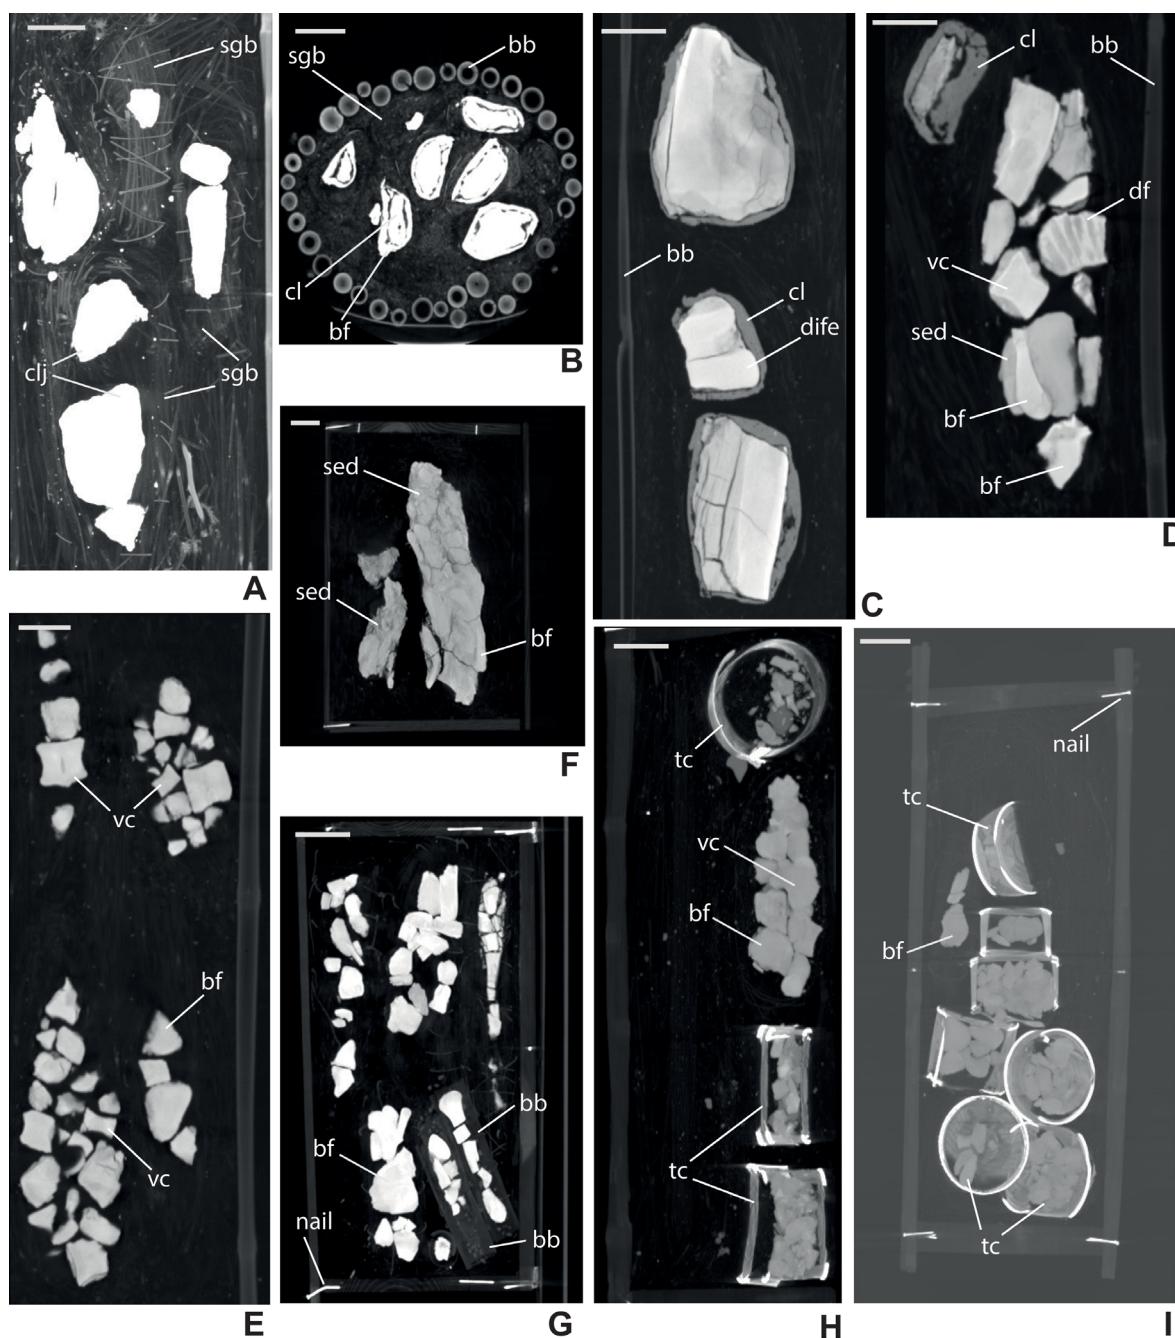 sgb
clj
sgb
A
sgb
bb
cl
bf
B
bb
cl
dife
C
cl
bb
df
vc
sed
bf
bf
D
vc
bf
vc
E
sed
sed
bf
F
bb
bf
nail
bb
G
tc
vc
bf
tc
H
nail
tc
bf
tc
I